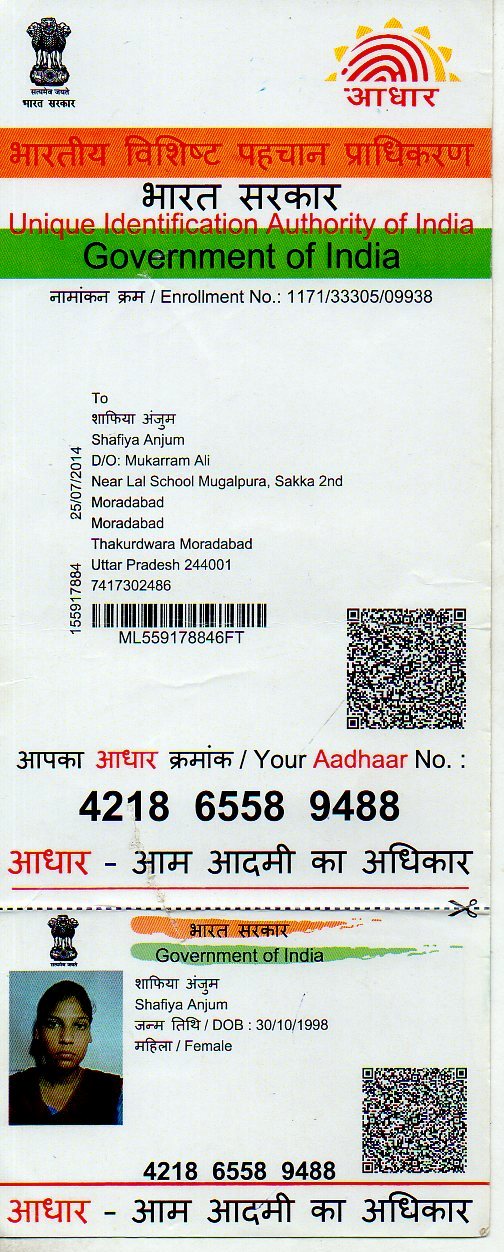 सत्यमेव जयते
भारत सरकार
आधार
भारतीय विशिष्ट पहचान प्राधिकरण
भारत सरकार
Unique Identification Authority of India
Government of India
नामांकन क्रम / Enrollment No.: 1171/33305/09938
To
शाफिया अंजुम
Shafiya Anjum
D/O: Mukarram Ali
Near Lal School Mugalpura, Sakka 2nd
Moradabad
Moradabad
Thakurdwara Moradabad
Uttar Pradesh 244001
7417302486
25/07/2014
155917884
ML559178846FT
आपका आधार क्रमांक / Your Aadhaar No. :
4218 6558 9488
आधार - आम आदमी का अधिकार
सत्यमेव जयते
भारत सरकार
Government of India
शाफिया अंजुम
Shafiya Anjum
जन्म तिथि / DOB : 30/10/1998
महिला / Female
4218 6558 9488
आधार - आम आदमी का अधिकार